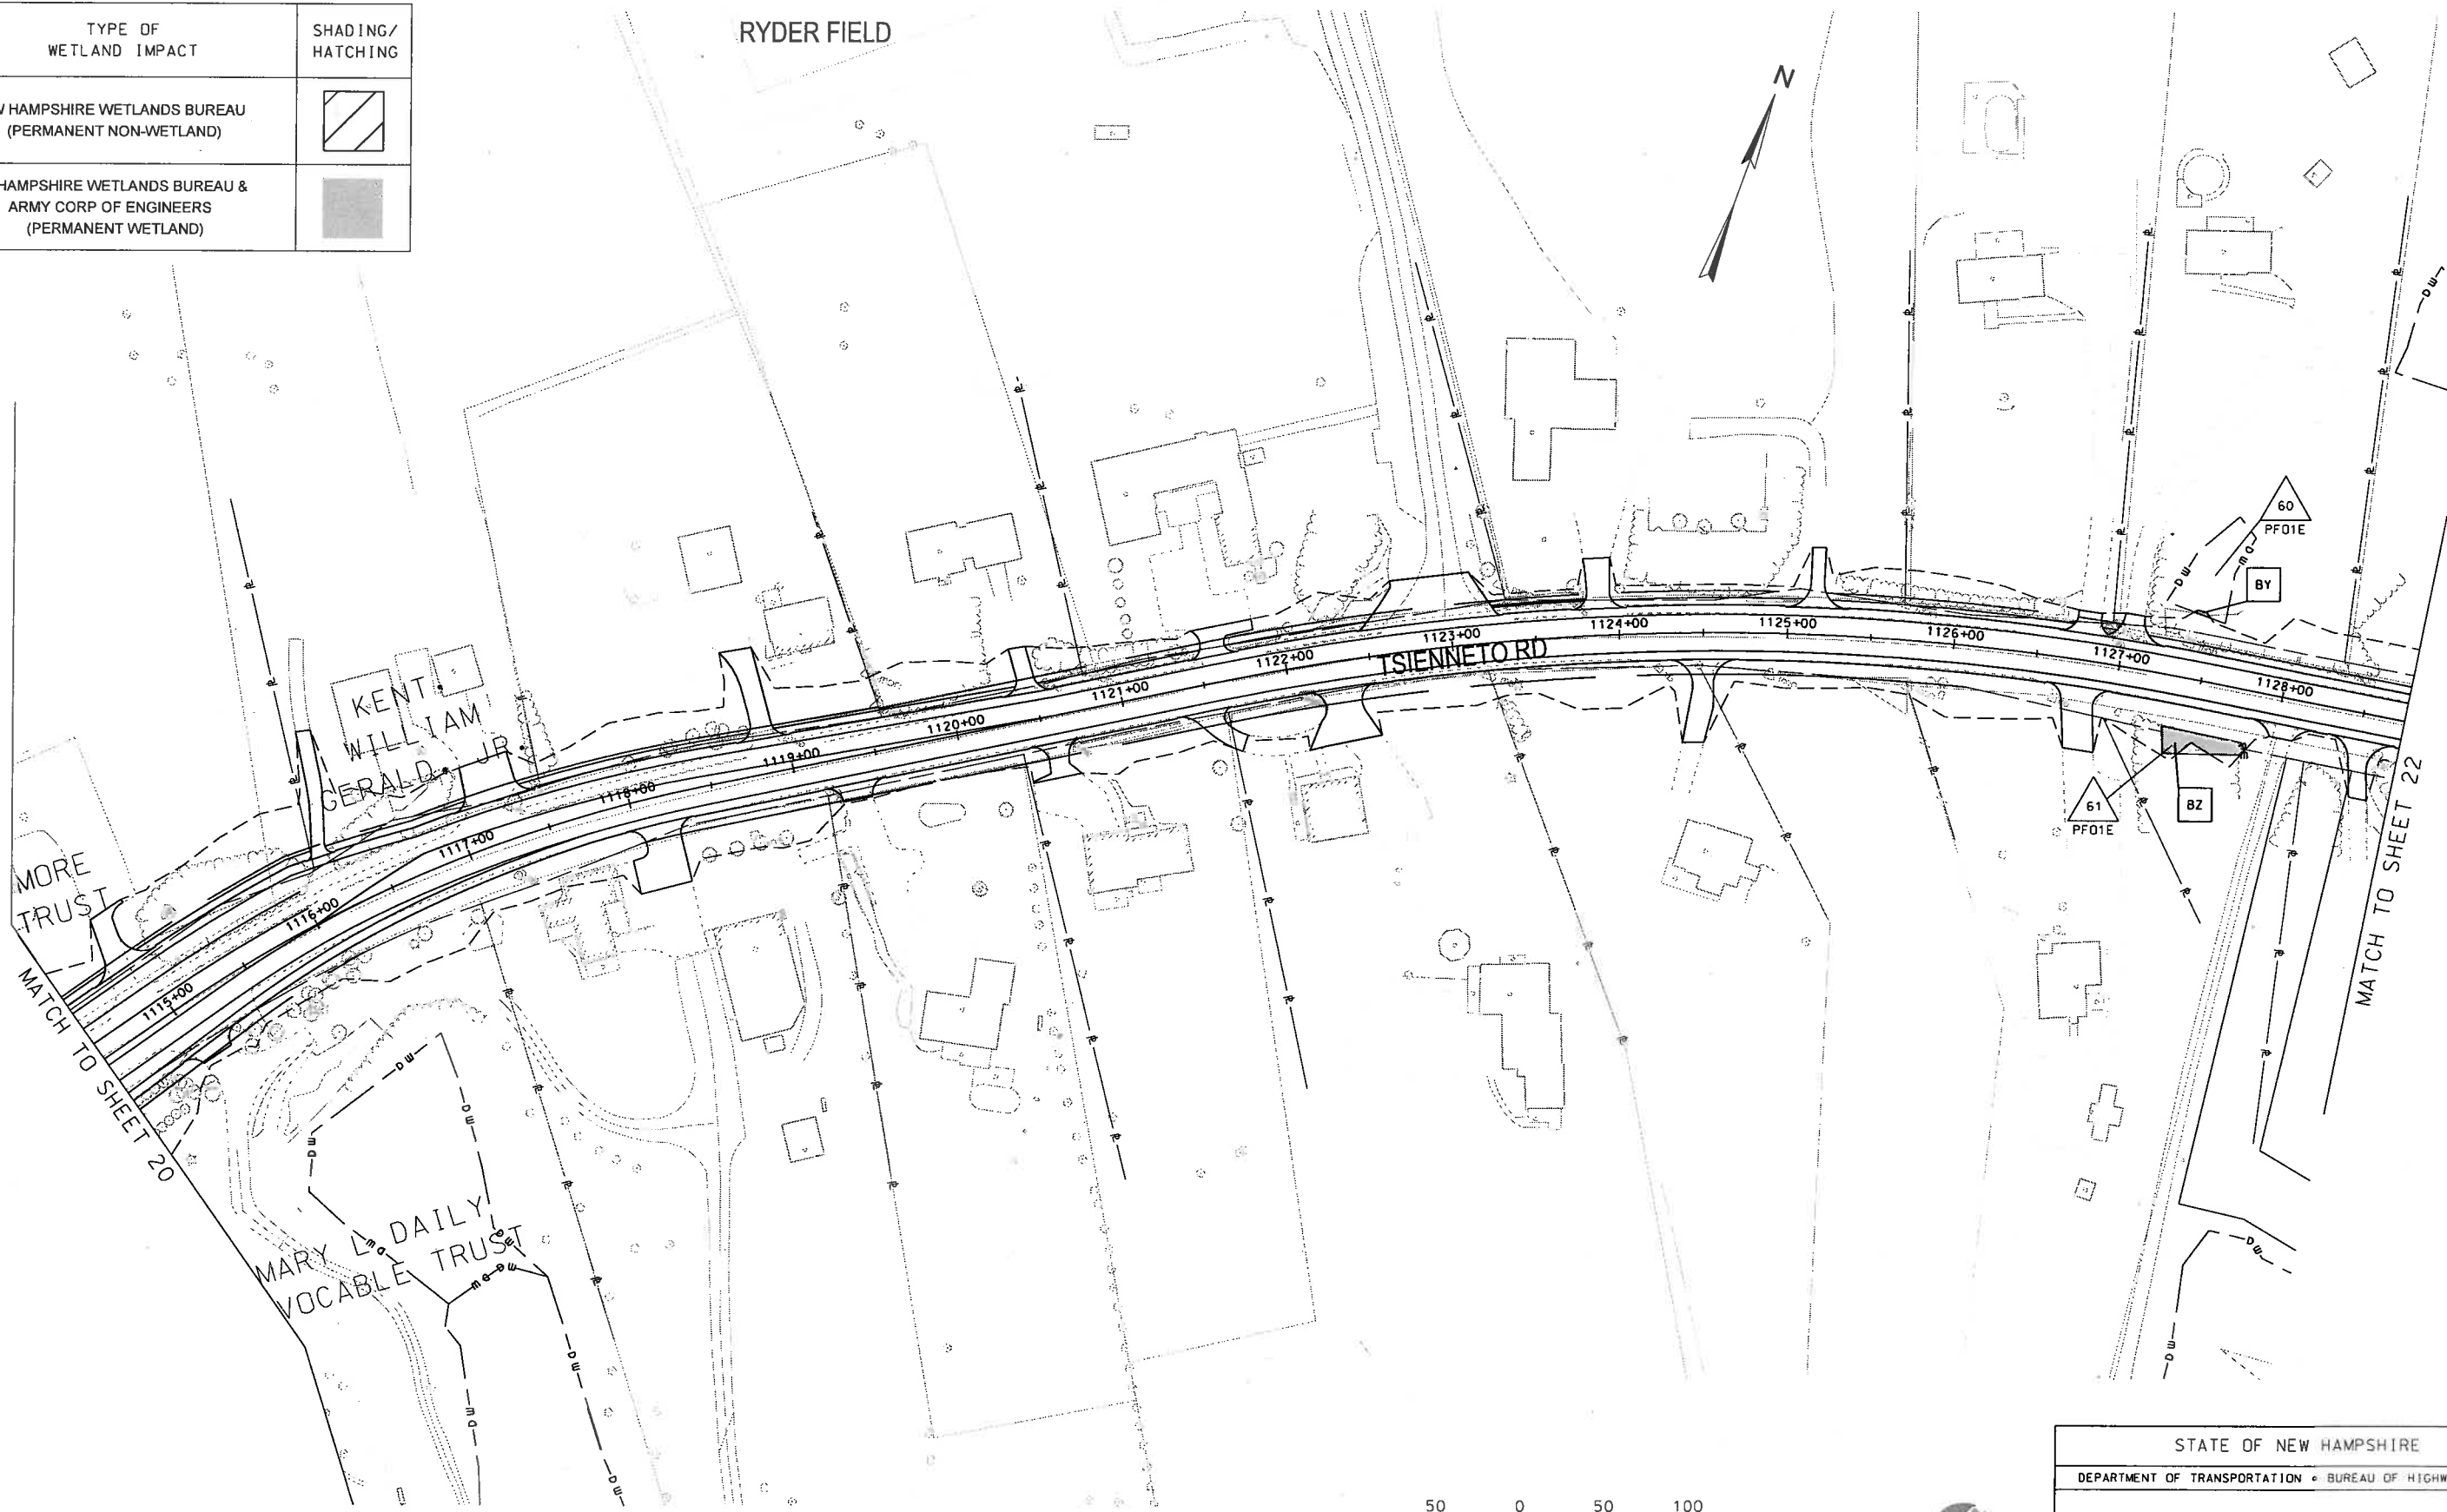 TYPE OF
WETLAND IMPACT
SHADING/
HATCHING
HAMPSHIRE WETLANDS BUREAU
(PERMANENT NON-WETLAND)
HAMPSHIRE WETLANDS BUREAU &
ARMY CORP OF ENGINEERS
(PERMANENT WETLAND)
RYDER FIELD
N
60
PF01E
BY
TSIENNETO RD
1115+00
1116+00
1117+00
1118+00
1119+00
1120+00
1121+00
1122+00
1123+00
1124+00
1125+00
1126+00
1127+00
1128+00
KENT,
WILLIAM
GERALD, JR.
MORE
TRUST
61
PF01E
BZ
MATCH TO SHEET 20
MATCH TO SHEET 22
MARY L DAILY
VOCABLE TRUST
50 0 50 100
STATE OF NEW HAMPSHIRE
DEPARTMENT OF TRANSPORTATION • BUREAU OF HIGHW